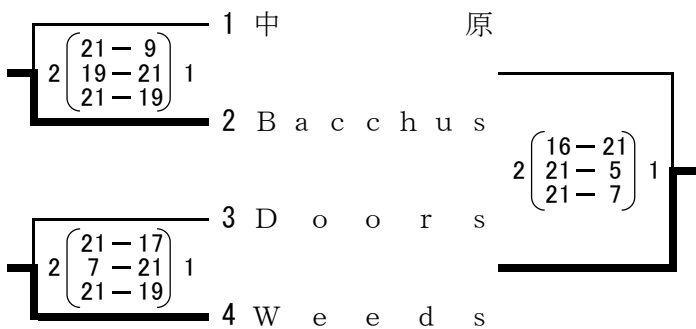 1 中原
21 — 9
2 19 — 21 1
21 — 19
2 Bacchus
16 — 21
2 21 — 5 1
21 — 7
3 Doors
21 — 17
2 7 — 21 1
21 — 19
4 Weeds